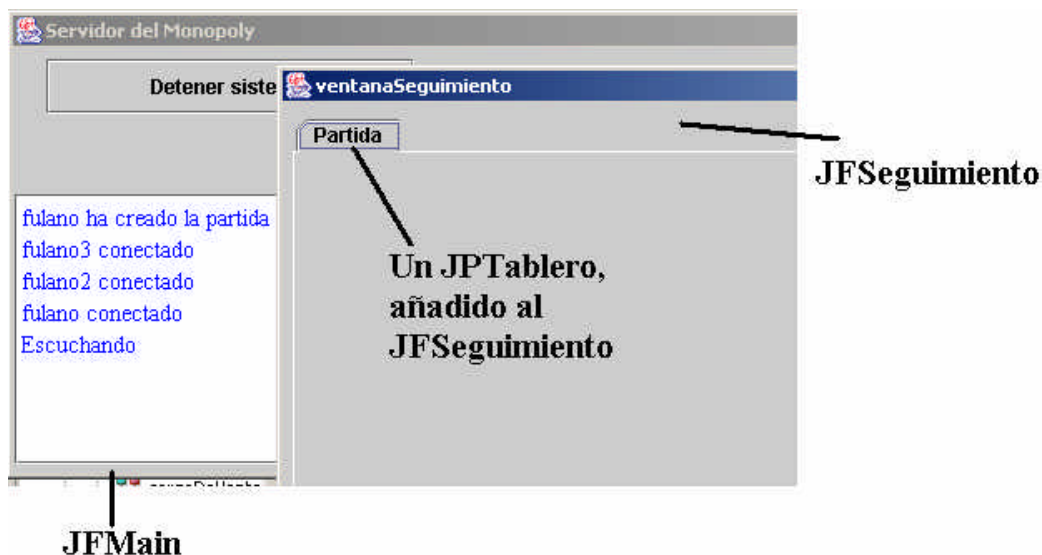 Servidor del Monopoly
Detener siste
ventanaSeguimiento
Partida
JFSeguimiento
fulano ha creado la partida
fulano3 conectado
fulano2 conectado
fulano conectado
Escuchando
Un JPTablero,
añadido al
JFSeguimiento
JFMain